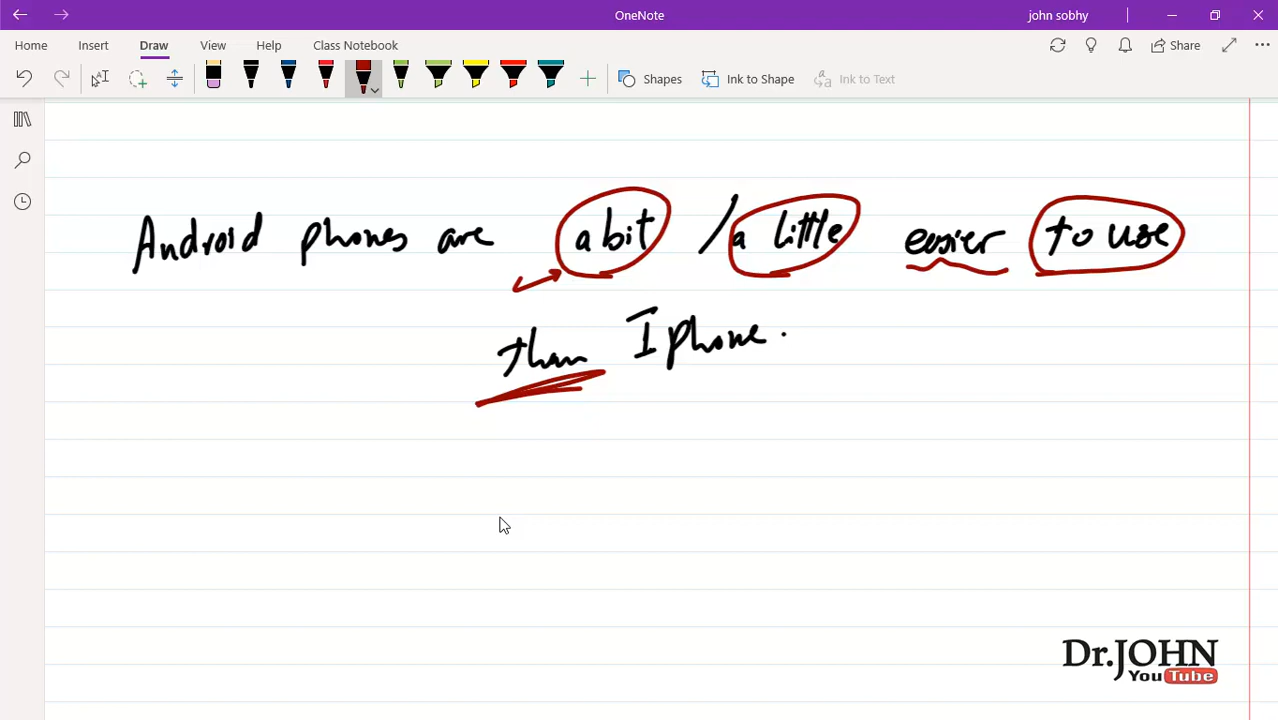 OneNote
john sobhy
Home Insert Draw View Help Class Notebook
Share
Shapes
Ink to Shape
Ink to Text
Android phones are a bit / a little easier to use
than Iphone.
Dr.JOHN
YouTube